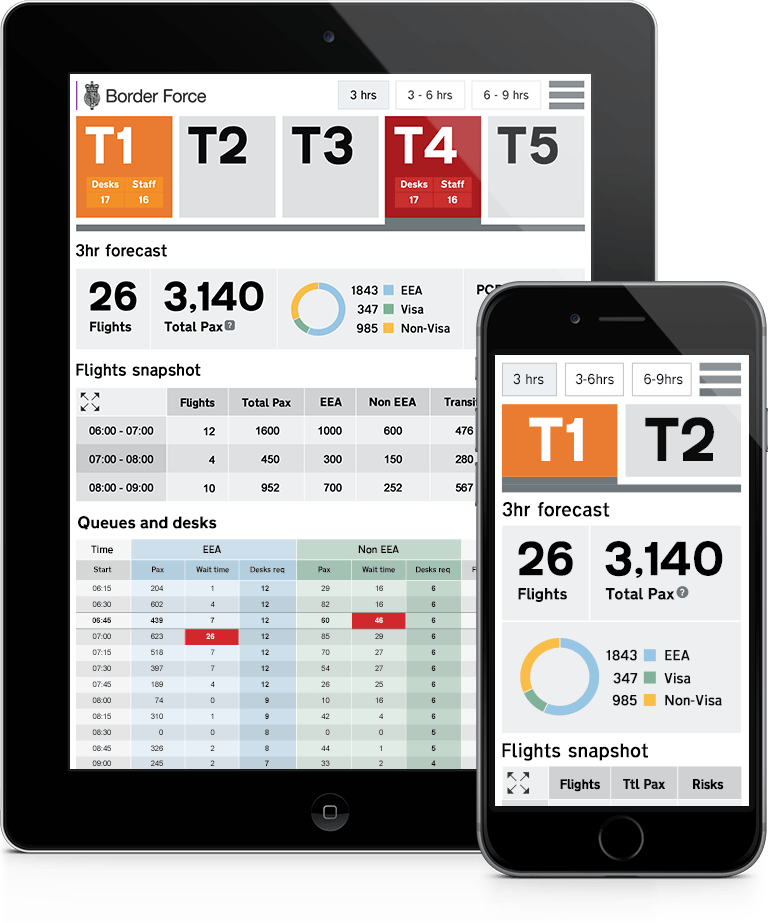 Border Force
3 hrs 3 - 6 hrs 6 - 9 hrs
T1 T2 T3 T4 T5
Desks Staff Desks Staff
17 16 17 16
3hr forecast
26 Flights
3,140 Total Pax ?
1843 EEA
347 Visa
985 Non-Visa
Flights snapshot
Flights Total Pax EEA Non EEA
06:00 - 07:00 12 1600 1000 600 476
07:00 - 08:00 4 450 300 150 280
08:00 - 09:00 10 952 700 252 567
Queues and desks
Time EEA Non EEA
Start Pax Wait time Desks req Pax Wait time Desks req
06:15 204 1 12 29 16 6
06:30 602 4 12 82 16 6
06:45 439 7 12 60 46 6
07:00 623 26 12 85 29 6
07:15 518 7 12 70 27 6
07:30 397 7 12 54 27 6
07:45 189 4 12 26 25 6
08:00 74 0 9 10 16 6
08:15 310 1 9 42 4 6
08:30 0 0 8 0 0 5
08:45 326 2 8 44 1 5
09:00 245 2 7 33 2 4
3 hrs 3-6hrs 6-9hrs
T1 T2
3hr forecast
26 Flights
3,140 Total Pax ?
1843 EEA
347 Visa
985 Non-Visa
Flights snapshot
Flights Ttl Pax Risks